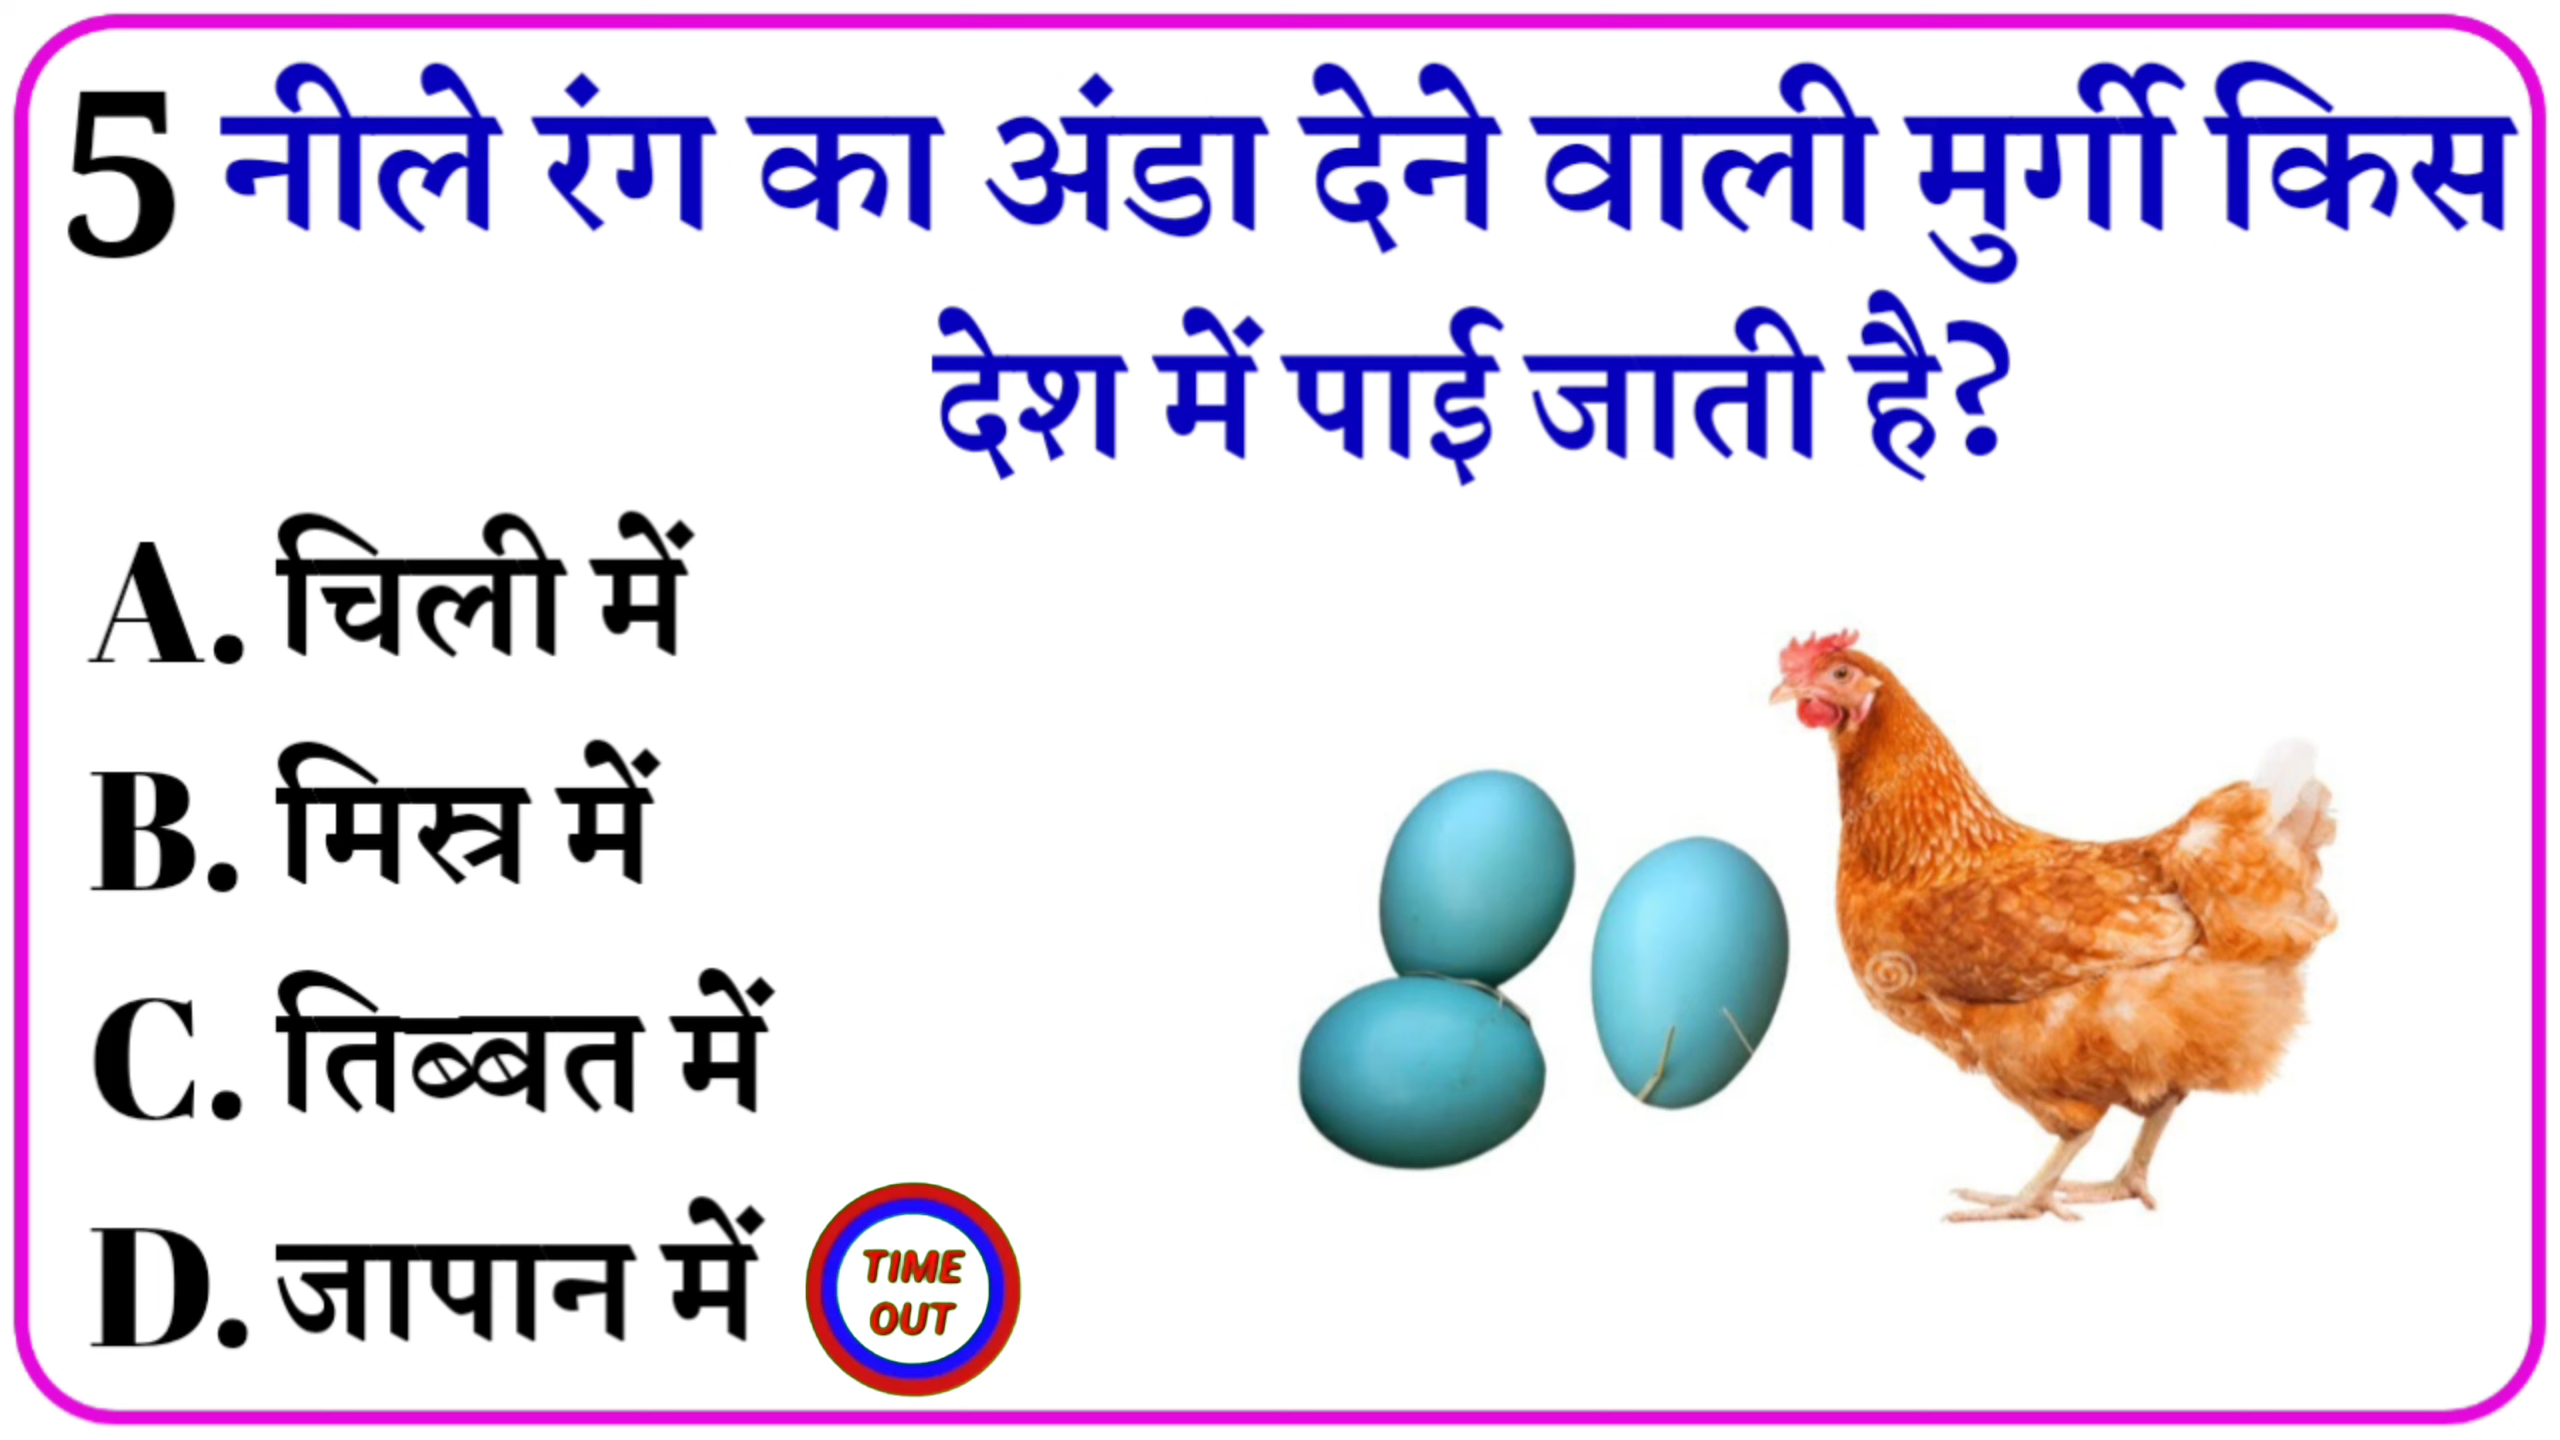 5 नीले रंग का अंडा देने वाली मुर्गी किस
देश में पाई जाती है?
A. चिली में
B. मिस्र में
C. तिब्बत में
D. जापान में
TIME
OUT